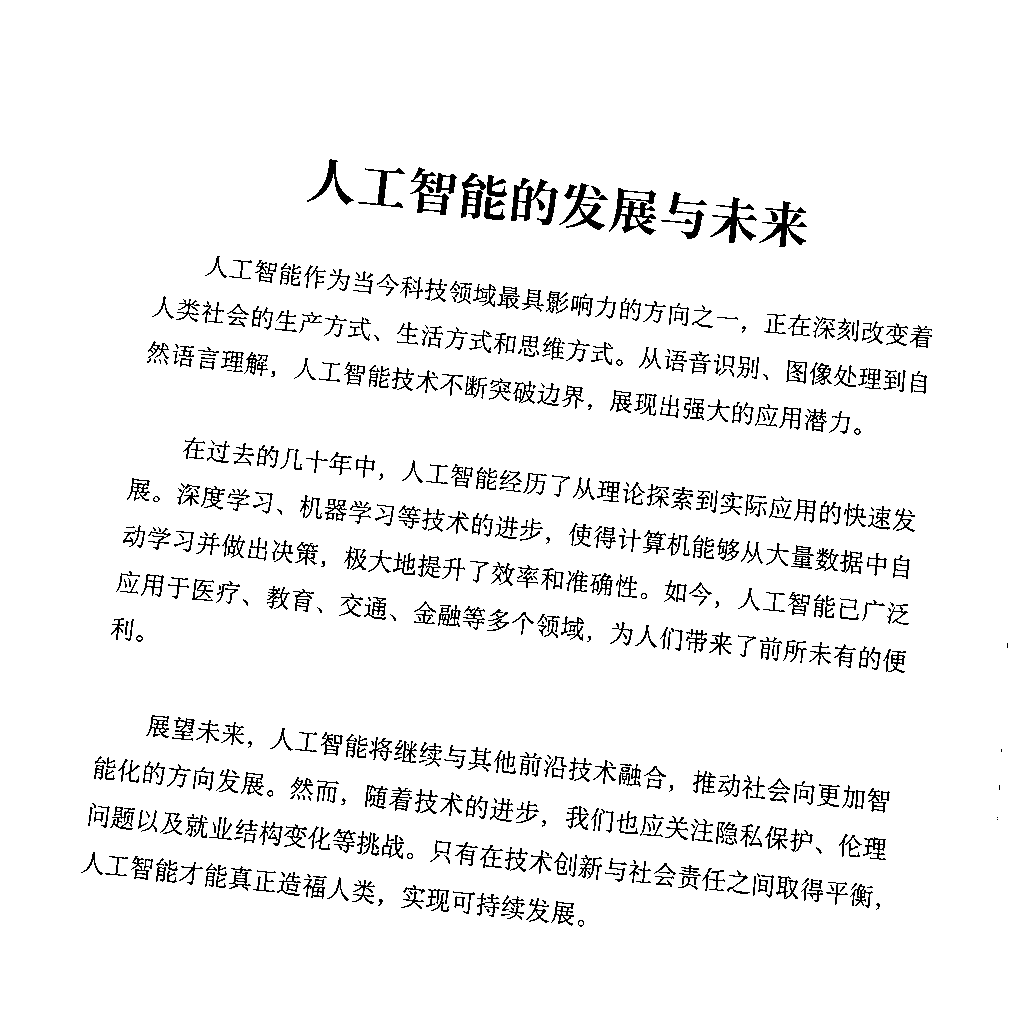 人工智能的发展与未来
人工智能作为当今科技领域最具影响力的方向之一，正在深刻改变着
人类社会的生产方式、生活方式和思维方式。从语音识别、图像处理到自
然语言理解，人工智能技术不断突破边界，展现出强大的应用潜力。
在过去的几十年中，人工智能经历了从理论探索到实际应用的快速发
展。深度学习、机器学习等技术的进步，使得计算机能够从大量数据中自
动学习并做出决策，极大地提升了效率和准确性。如今，人工智能已广泛
应用于医疗、教育、交通、金融等多个领域，为人们带来了前所未有的便
利。
展望未来，人工智能将继续与其他前沿技术融合，推动社会向更加智
能化的方向发展。然而，随着技术的进步，我们也应关注隐私保护、伦理
问题以及就业结构变化等挑战。只有在技术创新与社会责任之间取得平衡，
人工智能才能真正造福人类，实现可持续发展。